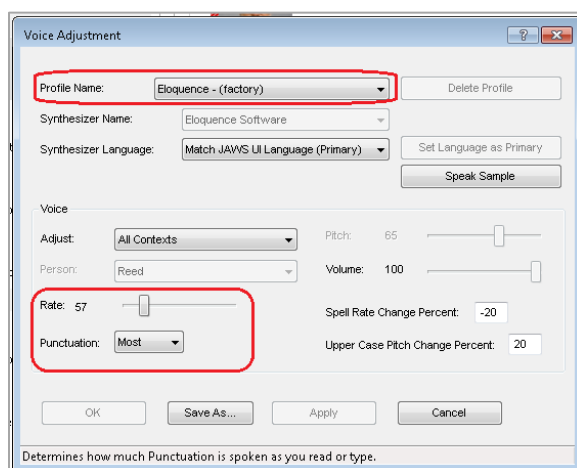 Voice Adjustment
Profile Name: Eloquence - (factory) Delete Profile
Synthesizer Name: Eloquence Software
Synthesizer Language: Match JAWS UI Language (Primary) Set Language as Primary
Speak Sample
Voice
Adjust: All Contexts Pitch: 65
Person: Reed Volume: 100
Rate: 57 Spell Rate Change Percent: -20
Punctuation: Most Upper Case Pitch Change Percent: 20
OK Save As... Apply Cancel
Determines how much Punctuation is spoken as you read or type.